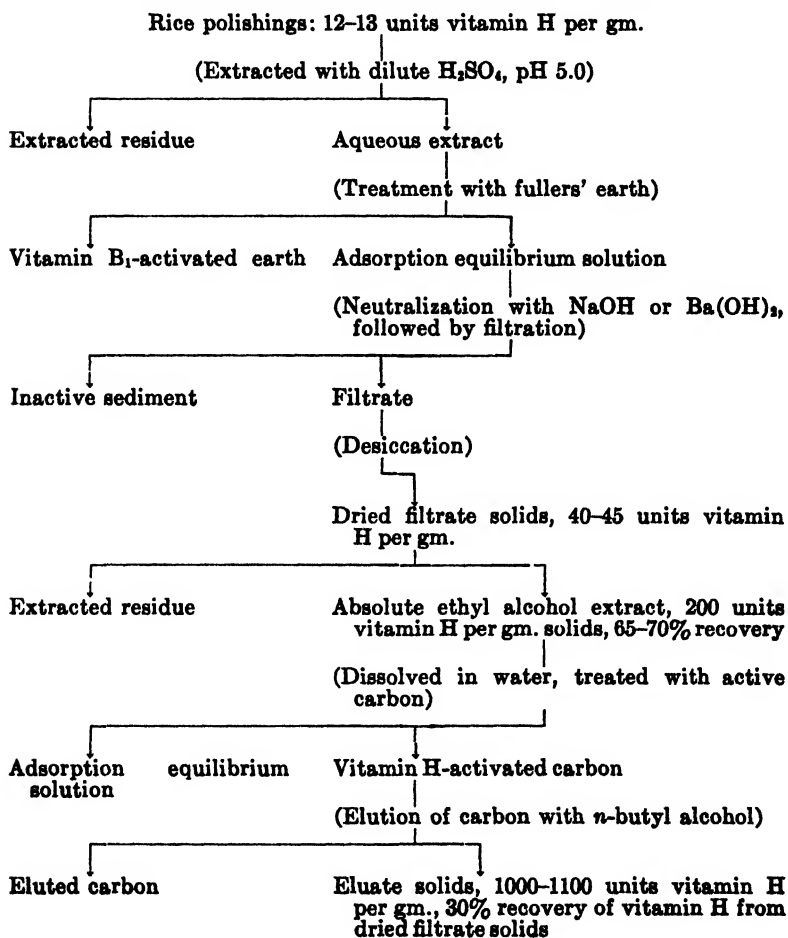 Rice polishings: 12–13 units vitamin H per gm.
(Extracted with dilute H₂SO₄, pH 5.0)
Extracted residue
Aqueous extract
(Treatment with fullers' earth)
Vitamin B₁-activated earth
Adsorption equilibrium solution
(Neutralization with NaOH or Ba(OH)₂,
followed by filtration)
Inactive sediment
Filtrate
(Desiccation)
Dried filtrate solids, 40–45 units vitamin
H per gm.
Extracted residue
Absolute ethyl alcohol extract, 200 units
vitamin H per gm. solids, 65–70% recovery
(Dissolved in water, treated with active
carbon)
Adsorption equilibrium
solution
Vitamin H-activated carbon
(Elution of carbon with n-butyl alcohol)
Eluted carbon
Eluate solids, 1000–1100 units vitamin H
per gm., 30% recovery of vitamin H from
dried filtrate solids